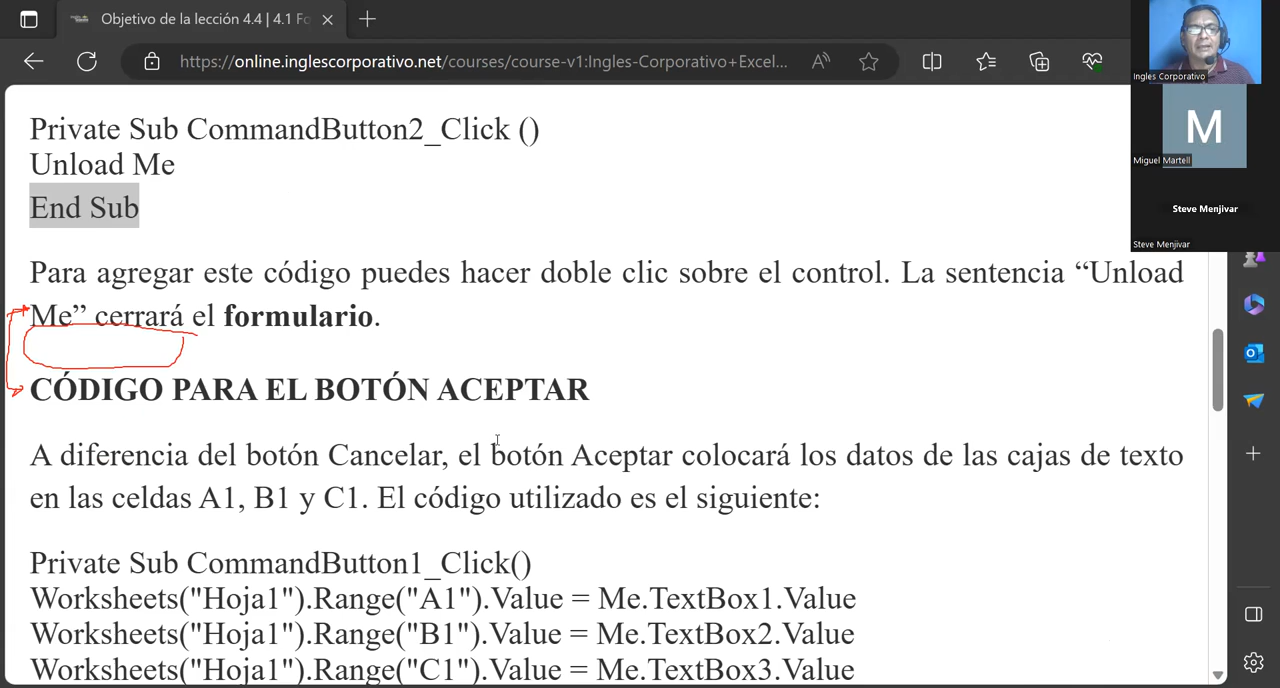 Objetivo de la lección 4.4 | 4.1 Fo
https://online.inglescorporativo.net/courses/course-v1:Ingles-Corporativo+Excel...
Ingles Corporativo
M
Miguel Martell
Steve Menjivar
Steve Menjivar
Private Sub CommandButton2_Click ()
Unload Me
End Sub
Para agregar este código puedes hacer doble clic sobre el control. La sentencia “Unload
Me” cerrará el formulario.
CÓDIGO PARA EL BOTÓN ACEPTAR
A diferencia del botón Cancelar, el botón Aceptar colocará los datos de las cajas de texto
en las celdas A1, B1 y C1. El código utilizado es el siguiente:
Private Sub CommandButton1_Click()
Worksheets("Hoja1").Range("A1").Value = Me.TextBox1.Value
Worksheets("Hoja1").Range("B1").Value = Me.TextBox2.Value
Worksheets("Hoja1").Range("C1").Value = Me.TextBox3.Value